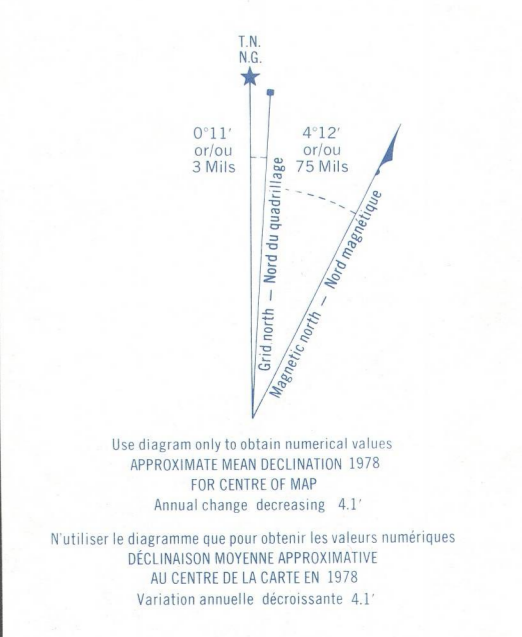 T.N.
N.G.
0°11'
or/ou
3 Mils
4°12'
or/ou
75 Mils
Grid north — Nord du quadrillage
Magnetic north — Nord magnétique
Use diagram only to obtain numerical values
APPROXIMATE MEAN DECLINATION 1978
FOR CENTRE OF MAP
Annual change decreasing 4.1'
N'utiliser le diagramme que pour obtenir les valeurs numériques
DÉCLINAISON MOYENNE APPROXIMATIVE
AU CENTRE DE LA CARTE EN 1978
Variation annuelle décroissante 4.1'